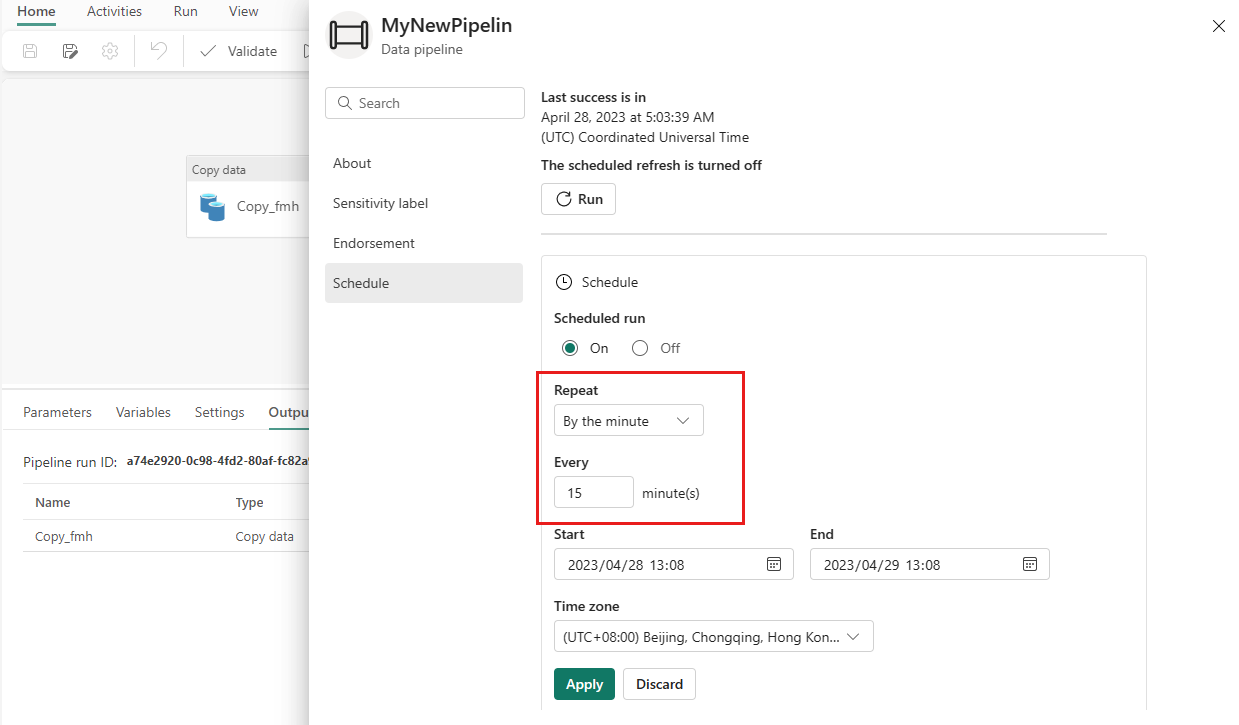 Home Activities Run View
Validate
Copy data
Copy_fmh
Parameters Variables Settings Outpu
Pipeline run ID: a74e2920-0c98-4fd2-80af-fc82a
Name Type
Copy_fmh Copy data
MyNewPipelin
Data pipeline
Search
About
Sensitivity label
Endorsement
Schedule
Last success is in
April 28, 2023 at 5:03:39 AM
(UTC) Coordinated Universal Time
The scheduled refresh is turned off
Run
Schedule
Scheduled run
On Off
Repeat
By the minute
Every
15 minute(s)
Start End
2023/04/28 13:08 2023/04/29 13:08
Time zone
(UTC+08:00) Beijing, Chongqing, Hong Kon...
Apply Discard